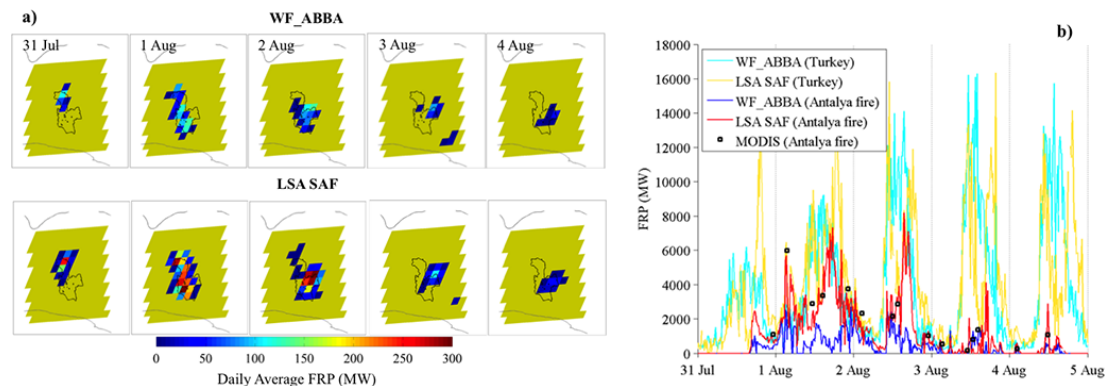 a)
WF_ABBA
31 Jul 1 Aug 2 Aug 3 Aug 4 Aug
LSA SAF
0 50 100 150 200 250 300
Daily Average FRP (MW)
b)
18000
16000
14000
12000
10000
8000
6000
4000
2000
0
FRP (MW)
WF_ABBA (Turkey)
LSA SAF (Turkey)
WF_ABBA (Antalya fire)
LSA SAF (Antalya fire)
MODIS (Antalya fire)
31 Jul 1 Aug 2 Aug 3 Aug 4 Aug 5 Aug